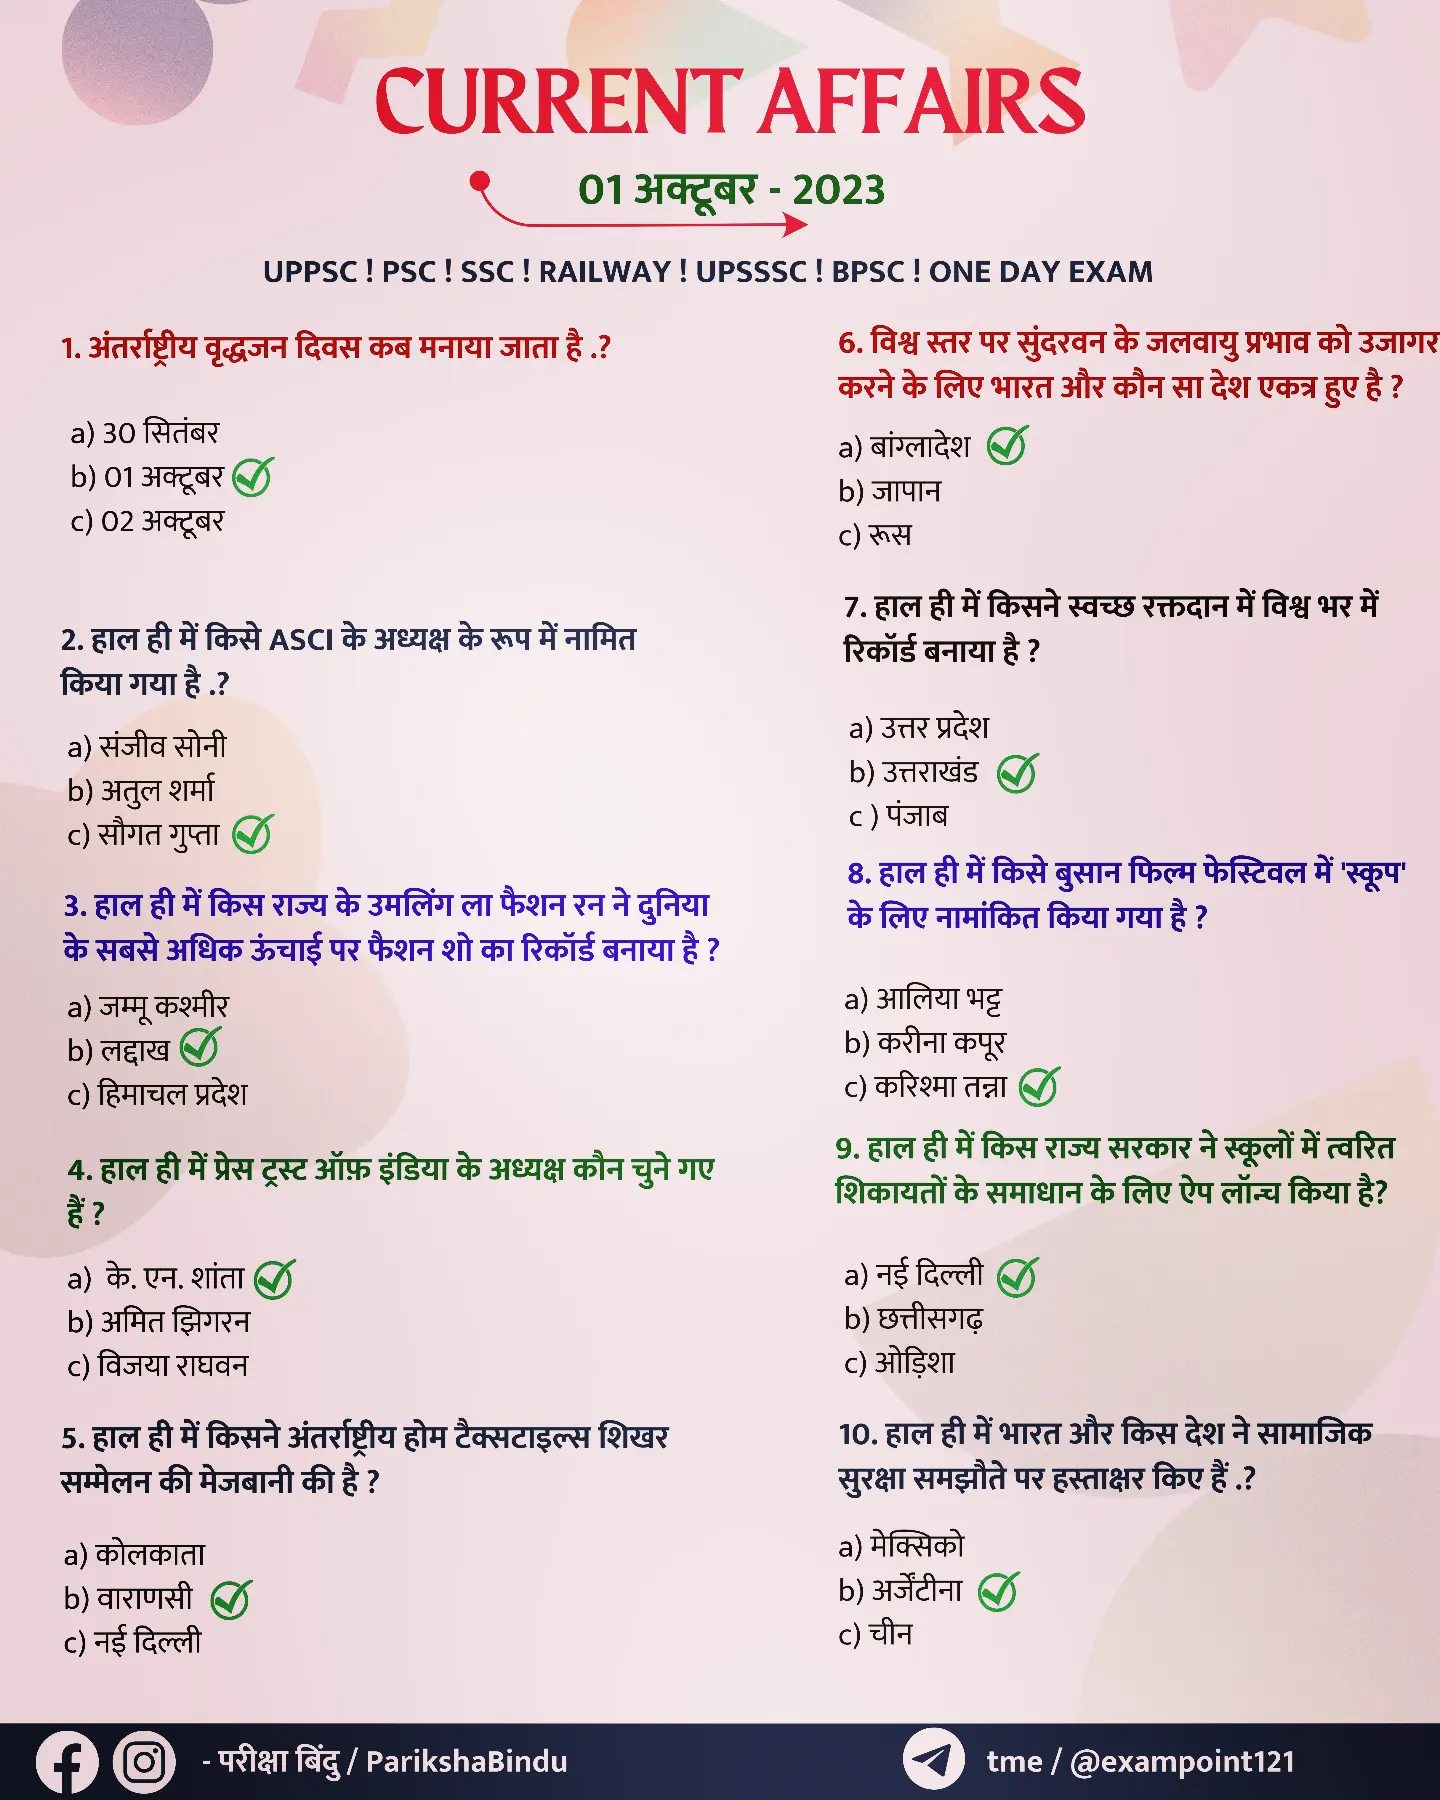 CURRENT AFFAIRS
01 अक्टूबर - 2023
UPPSC ! PSC ! SSC ! RAILWAY ! UPSSSC ! BPSC ! ONE DAY EXAM
1. अंतर्राष्ट्रीय वृद्धजन दिवस कब मनाया जाता है .?
a) 30 सितंबर
b) 01 अक्टूबर
c) 02 अक्टूबर
2. हाल ही में किसे ASCI के अध्यक्ष के रूप में नामित
किया गया है .?
a) संजीव सोनी
b) अतुल शर्मा
c) सौगत गुप्ता
3. हाल ही में किस राज्य के उमलिंग ला फैशन रन ने दुनिया
के सबसे अधिक ऊंचाई पर फैशन शो का रिकॉर्ड बनाया है ?
a) जम्मू कश्मीर
b) लद्दाख
c) हिमाचल प्रदेश
4. हाल ही में प्रेस ट्रस्ट ऑफ़ इंडिया के अध्यक्ष कौन चुने गए
हैं ?
a) के. एन. शांता
b) अमित झिगरन
c) विजया राघवन
5. हाल ही में किसने अंतर्राष्ट्रीय होम टैक्सटाइल्स शिखर
सम्मेलन की मेजबानी की है ?
a) कोलकाता
b) वाराणसी
c) नई दिल्ली
6. विश्व स्तर पर सुंदरवन के जलवायु प्रभाव को उजागर
करने के लिए भारत और कौन सा देश एकत्र हुए है ?
a) बांग्लादेश
b) जापान
c) रूस
7. हाल ही में किसने स्वच्छ रक्तदान में विश्व भर में
रिकॉर्ड बनाया है ?
a) उत्तर प्रदेश
b) उत्तराखंड
c ) पंजाब
8. हाल ही में किसे बुसान फिल्म फेस्टिवल में 'स्कूप'
के लिए नामांकित किया गया है ?
a) आलिया भट्ट
b) करीना कपूर
c) करिश्मा तन्ना
9. हाल ही में किस राज्य सरकार ने स्कूलों में त्वरित
शिकायतों के समाधान के लिए ऐप लॉन्च किया है?
a) नई दिल्ली
b) छत्तीसगढ़
c) ओड़िशा
10. हाल ही में भारत और किस देश ने सामाजिक
सुरक्षा समझौते पर हस्ताक्षर किए हैं .?
a) मेक्सिको
b) अर्जेंटीना
c) चीन
- परीक्षा बिंदु / ParikshaBindu
tme / @exampoint121